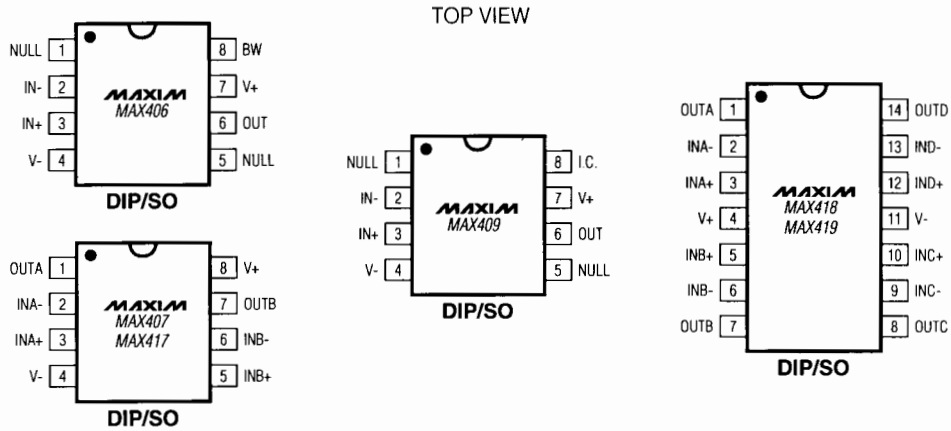 TOP VIEW
NULL 1 8 BW
IN- 2 7 V+
IN+ 3 6 OUT
V- 4 5 NULL
MAXIM
MAX406
DIP/SO
OUTA 1 8 V+
INA- 2 7 OUTB
INA+ 3 6 INB-
V- 4 5 INB+
MAXIM
MAX407
MAX417
DIP/SO
NULL 1 8 I.C.
IN- 2 7 V+
IN+ 3 6 OUT
V- 4 5 NULL
MAXIM
MAX409
DIP/SO
OUTA 1 14 OUTD
INA- 2 13 IND-
INA+ 3 12 IND+
V+ 4 11 V-
INB+ 5 10 INC+
INB- 6 9 INC-
OUTB 7 8 OUTC
MAXIM
MAX418
MAX419
DIP/SO